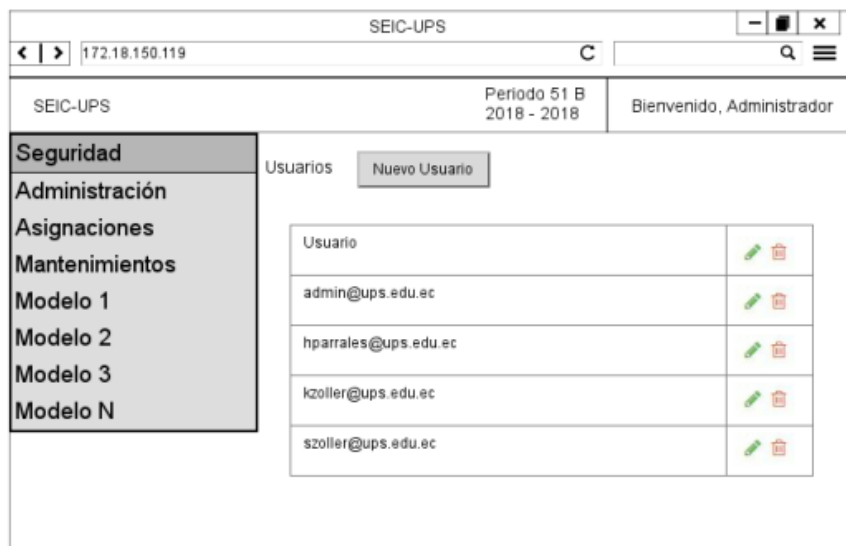 SEIC-UPS
172.18.150.119
SEIC-UPS
Periodo 51 B
2018 - 2018
Bienvenido, Administrador
Seguridad
Administración
Asignaciones
Mantenimientos
Modelo 1
Modelo 2
Modelo 3
Modelo N
Usuarios
Nuevo Usuario
Usuario
admin@ups.edu.ec
hparrales@ups.edu.ec
kzoller@ups.edu.ec
szoller@ups.edu.ec